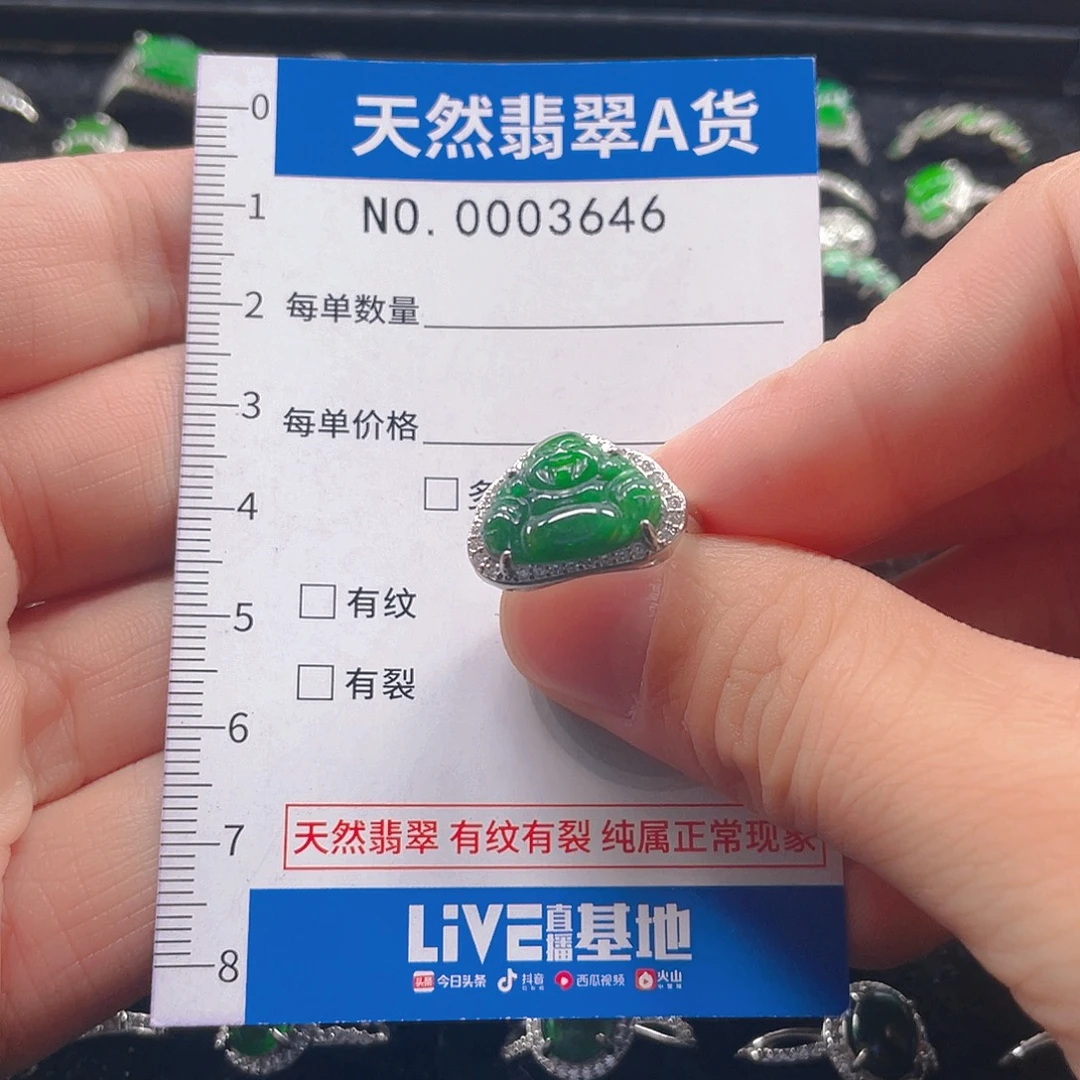 天然翡翠A货
NO. 0003646
每单数量
每单价格
多
有纹
有裂
天然翡翠 有纹有裂 纯属正常现象
LiVE直播基地
头条 今日头条 抖音 西瓜视频 火山
0
1
2
3
4
5
6
7
8